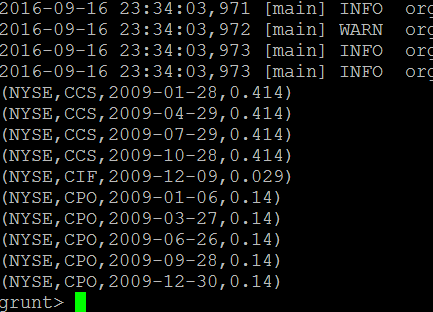 2016-09-16 23:34:03,971 [main] INFO org
2016-09-16 23:34:03,972 [main] WARN org
2016-09-16 23:34:03,973 [main] INFO org
2016-09-16 23:34:03,973 [main] INFO org
(NYSE,CCS,2009-01-28,0.414)
(NYSE,CCS,2009-04-29,0.414)
(NYSE,CCS,2009-07-29,0.414)
(NYSE,CCS,2009-10-28,0.414)
(NYSE,CIF,2009-12-09,0.029)
(NYSE,CPO,2009-01-06,0.14)
(NYSE,CPO,2009-03-27,0.14)
(NYSE,CPO,2009-06-26,0.14)
(NYSE,CPO,2009-09-28,0.14)
(NYSE,CPO,2009-12-30,0.14)
grunt>